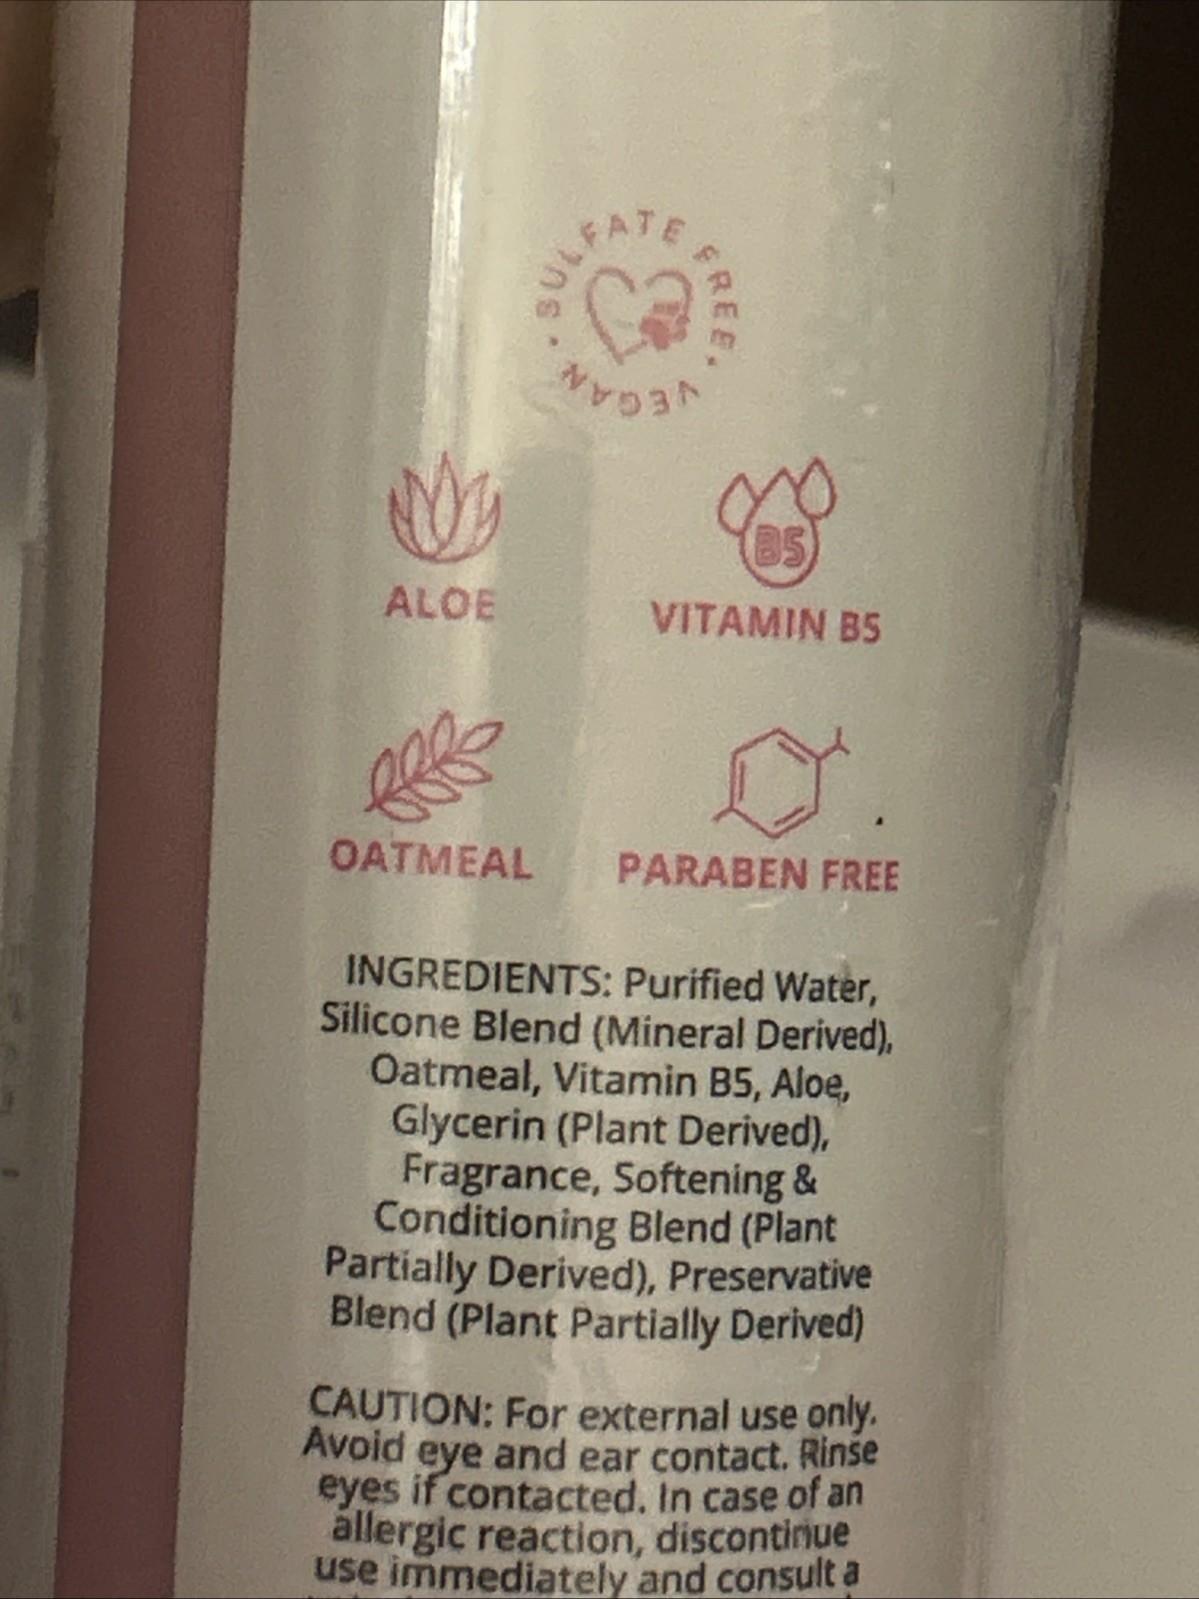 SULFATE FREE • VEGAN •
B5
ALOE
VITAMIN B5
OATMEAL
PARABEN FREE
INGREDIENTS: Purified Water,
Silicone Blend (Mineral Derived),
Oatmeal, Vitamin B5, Aloe,
Glycerin (Plant Derived),
Fragrance, Softening &
Conditioning Blend (Plant
Partially Derived), Preservative
Blend (Plant Partially Derived)
CAUTION: For external use only.
Avoid eye and ear contact. Rinse
eyes if contacted. In case of an
allergic reaction, discontinue
use immediately and consult a